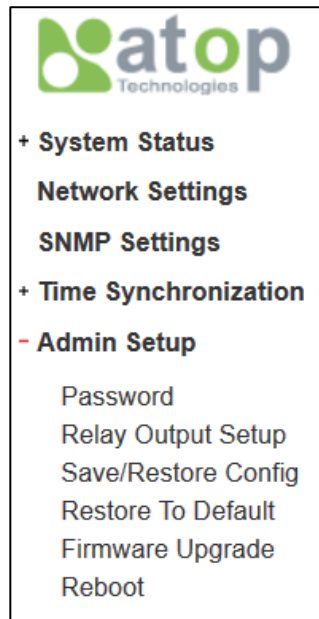 atop
Technologies
+ System Status
Network Settings
SNMP Settings
+ Time Synchronization
- Admin Setup
Password
Relay Output Setup
Save/Restore Config
Restore To Default
Firmware Upgrade
Reboot